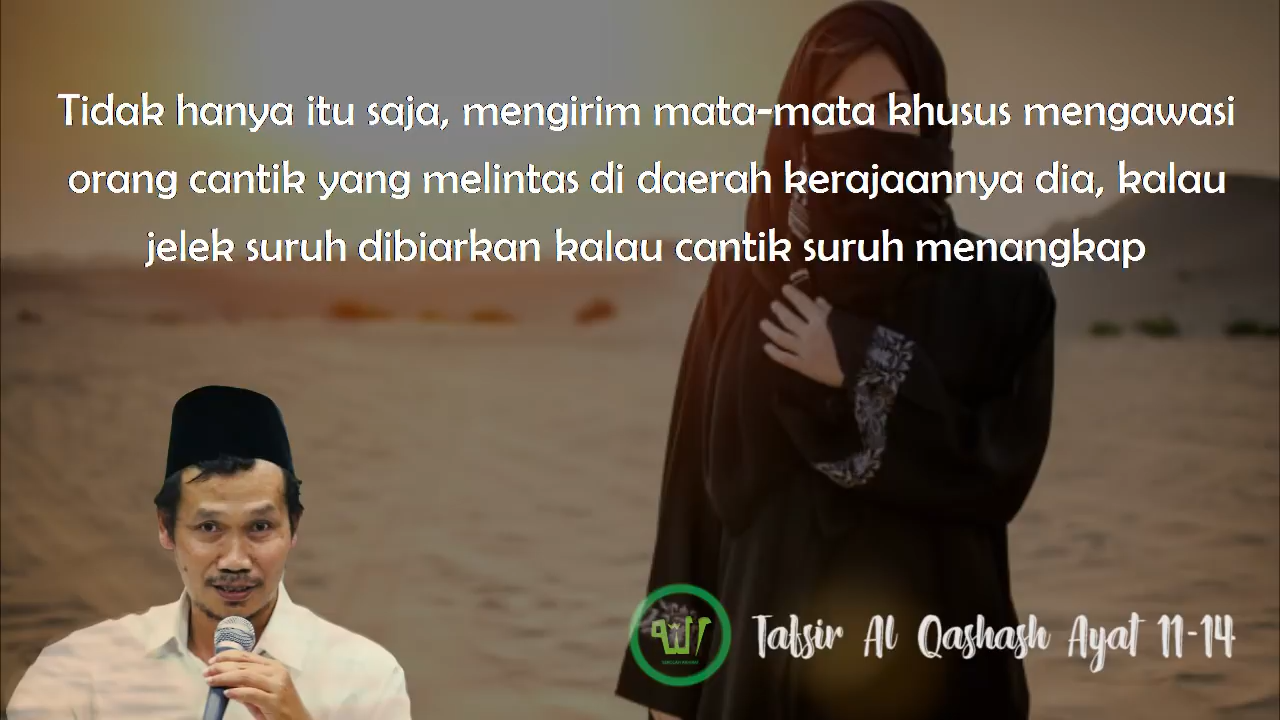 Tidak hanya itu saja, mengirim mata-mata khusus mengawasi
orang cantik yang melintas di daerah kerajaannya dia, kalau
jelek suruh dibiarkan kalau cantik suruh menangkap
Tafsir Al Qashash Ayat 11-14